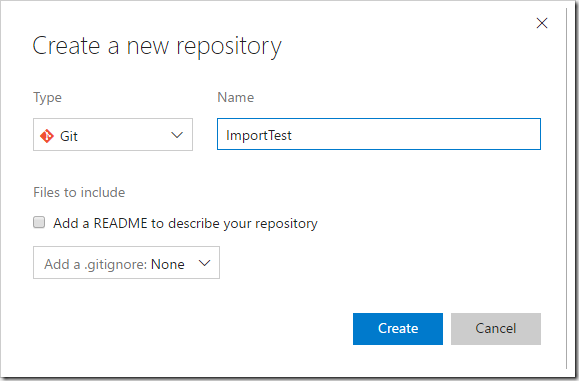 Create a new repository
Type
Name
Git
ImportTest
Files to include
Add a README to describe your repository
Add a .gitignore: None
Create
Cancel